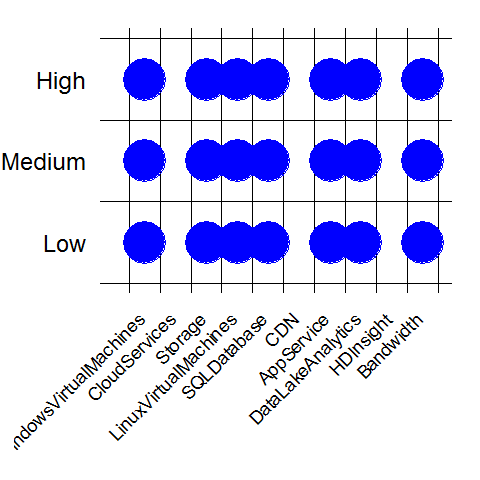 High
Medium
Low
ndowsVirtualMachines
CloudServices
Storage
LinuxVirtualMachines
SQLDatabase
CDN
AppService
DataLakeAnalytics
HDInsight
Bandwidth